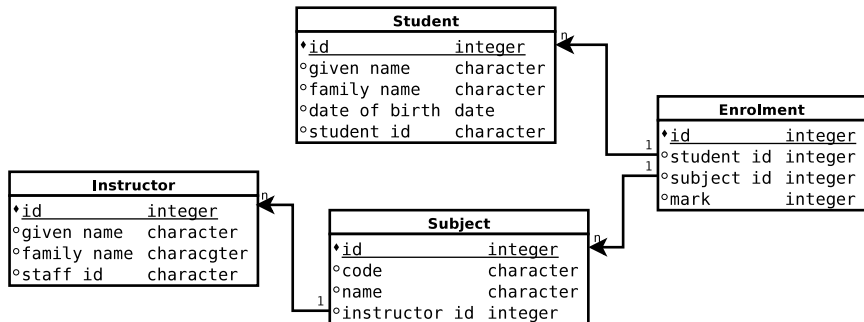 Student
id integer
given name character
family name character
date of birth date
student id character
n
Enrolment
id integer
student id integer
subject id integer
mark integer
1
1
Instructor
id integer
given name character
family name characgter
staff id character
n
Subject
id integer
code character
name character
instructor id integer
n
1